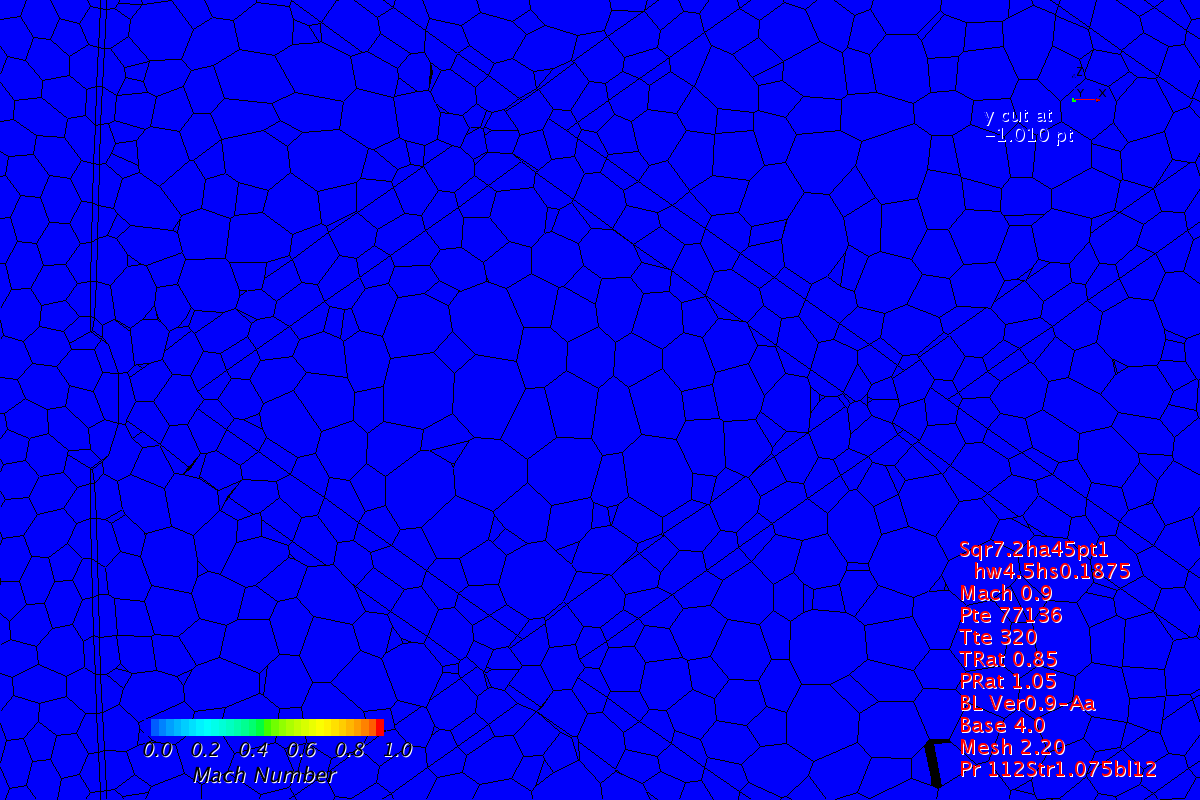 y cut at
-1.010 pt
Sqr7.2ha45pt1
hw4.5hs0.1875
Mach 0.9
Pte 77136
Tte 320
TRat 0.85
PRat 1.05
BL Ver0.9-Aa
Base 4.0
Mesh 2.20
Pr 112Str1.075bl12
0.0 0.2 0.4 0.6 0.8 1.0
Mach Number